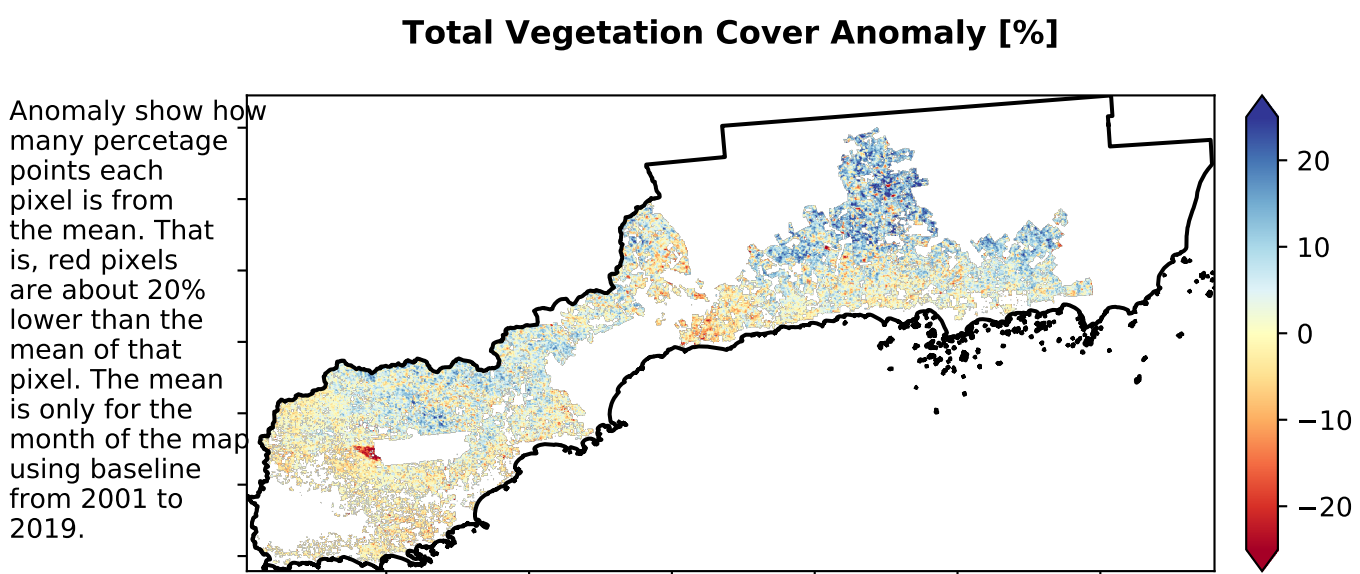 Total Vegetation Cover Anomaly [%]
Anomaly show how
many percetage
points each
pixel is from
the mean. That
is, red pixels
are about 20%
lower than the
mean of that
pixel. The mean
is only for the
month of the map
using baseline
from 2001 to
2019.
20
10
0
−10
−20